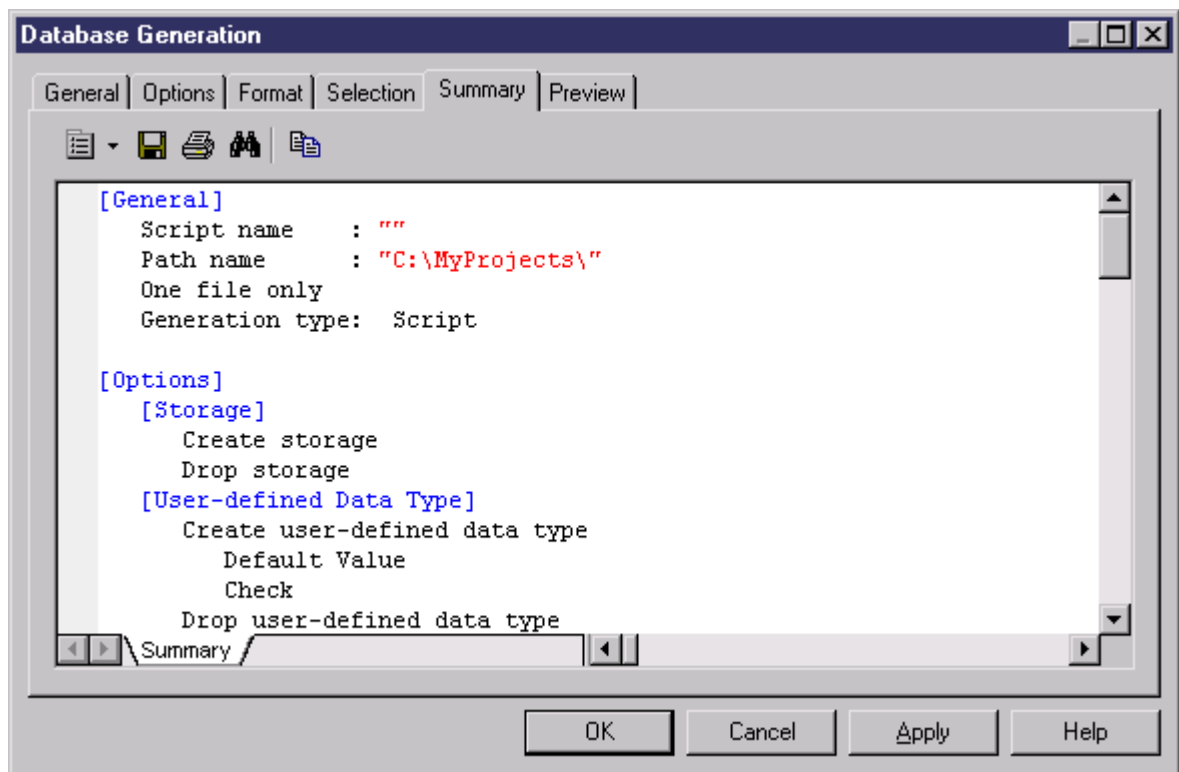 Database Generation
General Options Format Selection Summary Preview
[General]
Script name : ""
Path name : "C:\MyProjects\"
One file only
Generation type: Script
[Options]
[Storage]
Create storage
Drop storage
[User-defined Data Type]
Create user-defined data type
Default Value
Check
Drop user-defined data type
Summary
OK Cancel Apply Help